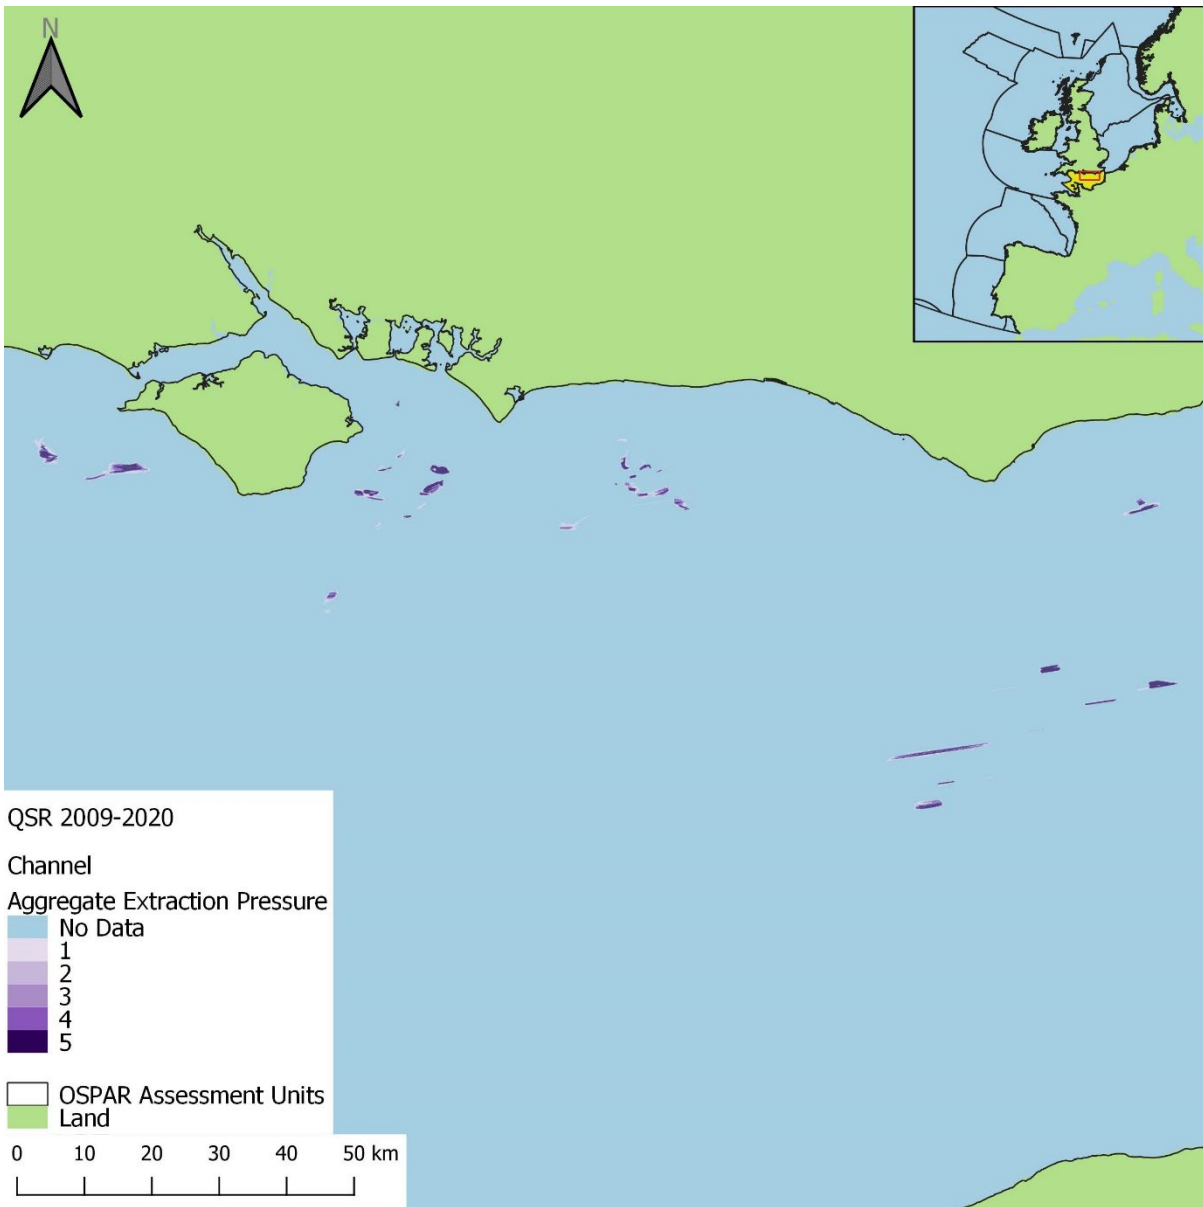 N
QSR 2009-2020
Channel
Aggregate Extraction Pressure
No Data
1
2
3
4
5
OSPAR Assessment Units
Land
0 10 20 30 40 50 km